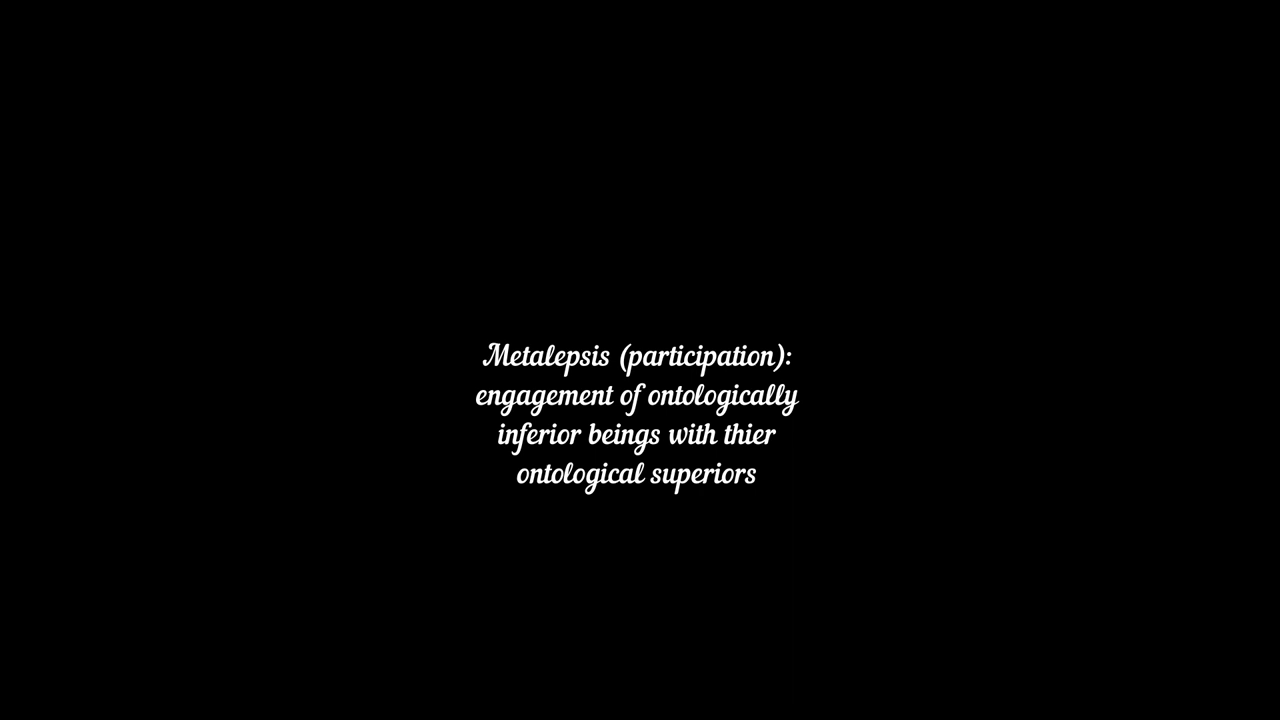 Metalepsis (participation):
engagement of ontologically
inferior beings with thier
ontological superiors